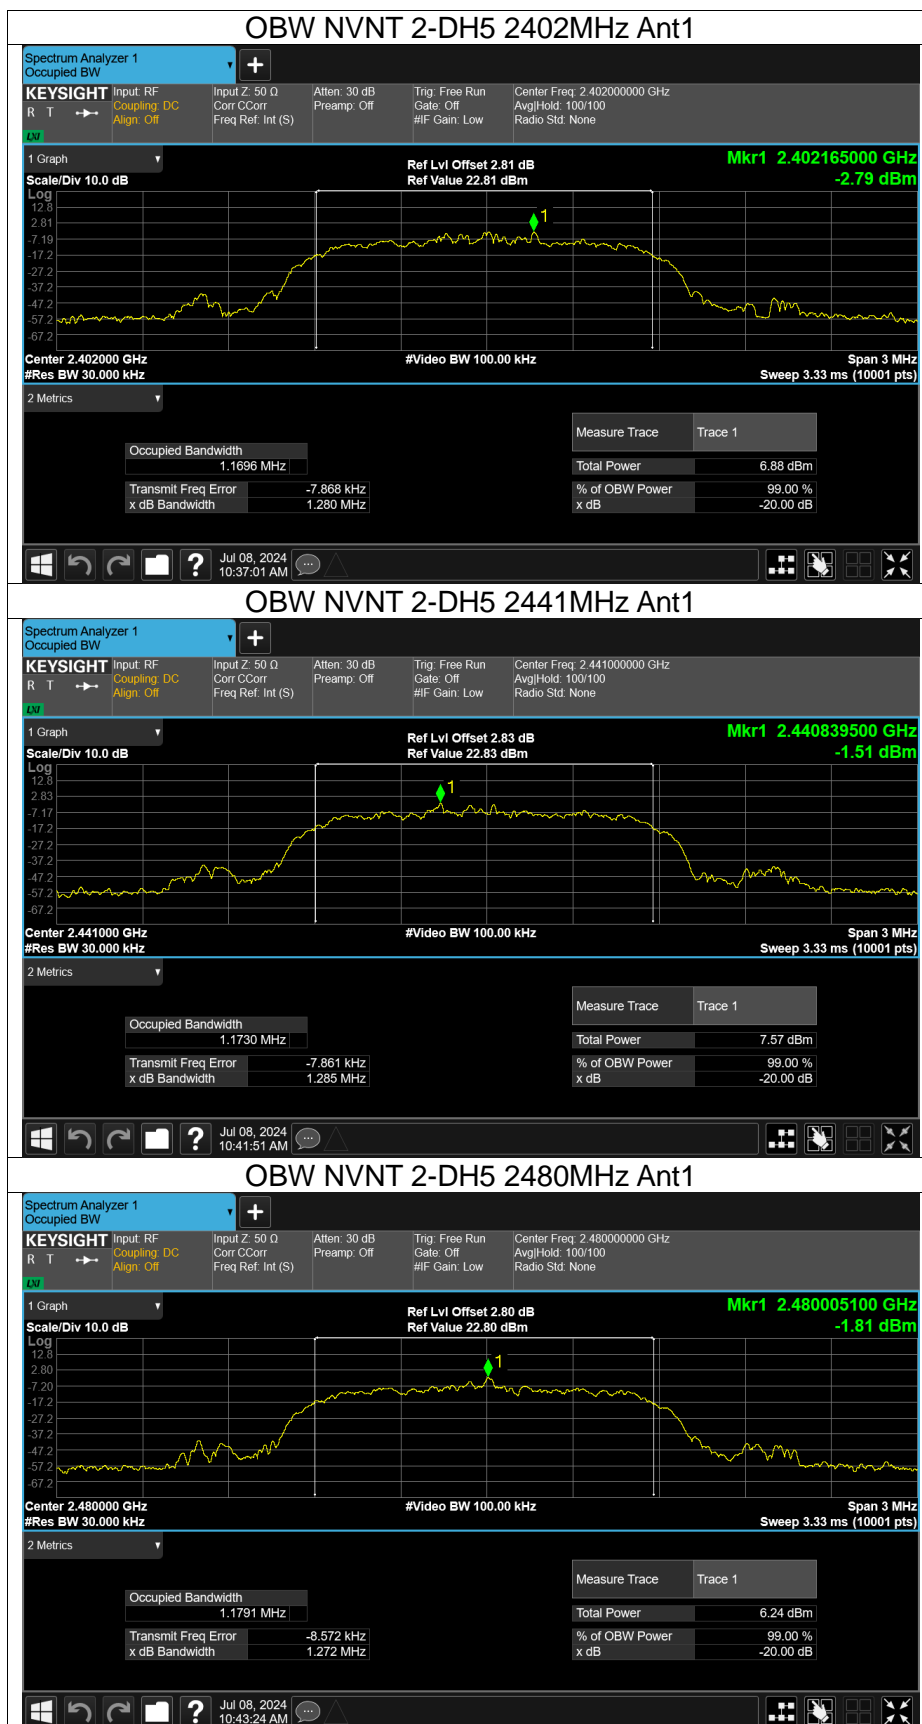 OBW NVNT 2-DH5 2402MHz Ant1
Spectrum Analyzer 1
Occupied BW
+
KEYSIGHT
R T
LXI
Input: RF
Coupling: DC
Align: Off
Input Z: 50 Ω
Corr CCorr
Freq Ref: Int (S)
Atten: 30 dB
Preamp: Off
Trig: Free Run
Gate: Off
#IF Gain: Low
Center Freq: 2.402000000 GHz
Avg|Hold: 100/100
Radio Std: None
1 Graph
Scale/Div 10.0 dB
Ref Lvl Offset 2.81 dB
Ref Value 22.81 dBm
Mkr1 2.402165000 GHz
-2.79 dBm
Log
12.8
2.81
-7.19
-17.2
-27.2
-37.2
-47.2
-57.2
-67.2
1
Center 2.402000 GHz
#Res BW 30.000 kHz
#Video BW 100.00 kHz
Span 3 MHz
Sweep 3.33 ms (10001 pts)
2 Metrics
Measure Trace Trace 1
Occupied Bandwidth
1.1696 MHz
Total Power 6.88 dBm
Transmit Freq Error -7.868 kHz
% of OBW Power 99.00 %
x dB Bandwidth 1.280 MHz
x dB -20.00 dB
?
Jul 08, 2024
10:37:01 AM
OBW NVNT 2-DH5 2441MHz Ant1
Spectrum Analyzer 1
Occupied BW
+
KEYSIGHT
R T
LXI
Input: RF
Coupling: DC
Align: Off
Input Z: 50 Ω
Corr CCorr
Freq Ref: Int (S)
Atten: 30 dB
Preamp: Off
Trig: Free Run
Gate: Off
#IF Gain: Low
Center Freq: 2.441000000 GHz
Avg|Hold: 100/100
Radio Std: None
1 Graph
Scale/Div 10.0 dB
Ref Lvl Offset 2.83 dB
Ref Value 22.83 dBm
Mkr1 2.440839500 GHz
-1.51 dBm
Log
12.8
2.83
-7.17
-17.2
-27.2
-37.2
-47.2
-57.2
-67.2
1
Center 2.441000 GHz
#Res BW 30.000 kHz
#Video BW 100.00 kHz
Span 3 MHz
Sweep 3.33 ms (10001 pts)
2 Metrics
Measure Trace Trace 1
Occupied Bandwidth
1.1730 MHz
Total Power 7.57 dBm
Transmit Freq Error -7.861 kHz
% of OBW Power 99.00 %
x dB Bandwidth 1.285 MHz
x dB -20.00 dB
?
Jul 08, 2024
10:41:51 AM
OBW NVNT 2-DH5 2480MHz Ant1
Spectrum Analyzer 1
Occupied BW
+
KEYSIGHT
R T
LXI
Input: RF
Coupling: DC
Align: Off
Input Z: 50 Ω
Corr CCorr
Freq Ref: Int (S)
Atten: 30 dB
Preamp: Off
Trig: Free Run
Gate: Off
#IF Gain: Low
Center Freq: 2.480000000 GHz
Avg|Hold: 100/100
Radio Std: None
1 Graph
Scale/Div 10.0 dB
Ref Lvl Offset 2.80 dB
Ref Value 22.80 dBm
Mkr1 2.480005100 GHz
-1.81 dBm
Log
12.8
2.80
-7.20
-17.2
-27.2
-37.2
-47.2
-57.2
-67.2
1
Center 2.480000 GHz
#Res BW 30.000 kHz
#Video BW 100.00 kHz
Span 3 MHz
Sweep 3.33 ms (10001 pts)
2 Metrics
Measure Trace Trace 1
Occupied Bandwidth
1.1791 MHz
Total Power 6.24 dBm
Transmit Freq Error -8.572 kHz
% of OBW Power 99.00 %
x dB Bandwidth 1.272 MHz
x dB -20.00 dB
?
Jul 08, 2024
10:43:24 AM